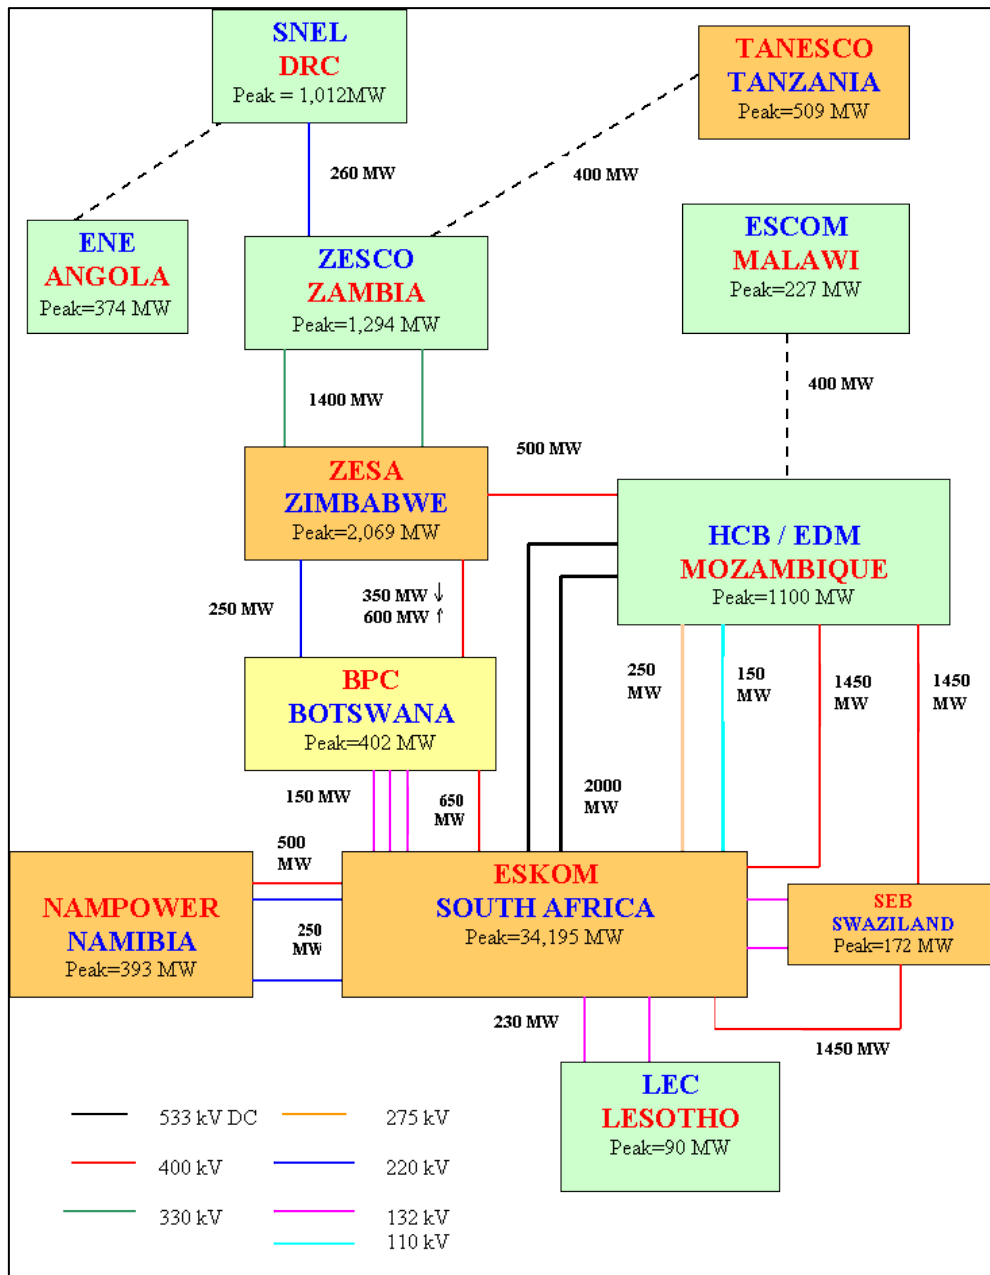 SNEL
DRC
Peak = 1,012MW
TANESCO
TANZANIA
Peak=509 MW
260 MW
400 MW
ENE
ANGOLA
Peak=374 MW
ZESCO
ZAMBIA
Peak=1,294 MW
ESCOM
MALAWI
Peak=227 MW
1400 MW
400 MW
500 MW
ZESA
ZIMBABWE
Peak=2,069 MW
HCB / EDM
MOZAMBIQUE
Peak=1100 MW
250 MW
350 MW ↓
600 MW ↑
BPC
BOTSWANA
Peak=402 MW
250
MW
150
MW
1450
MW
1450
MW
150 MW
650
MW
2000
MW
500
MW
NAMPOWER
NAMIBIA
Peak=393 MW
250
MW
ESKOM
SOUTH AFRICA
Peak=34,195 MW
SEB
SWAZILAND
Peak=172 MW
230 MW
1450 MW
LEC
LESOTHO
Peak=90 MW
533 kV DC
275 kV
400 kV
220 kV
330 kV
132 kV
110 kV